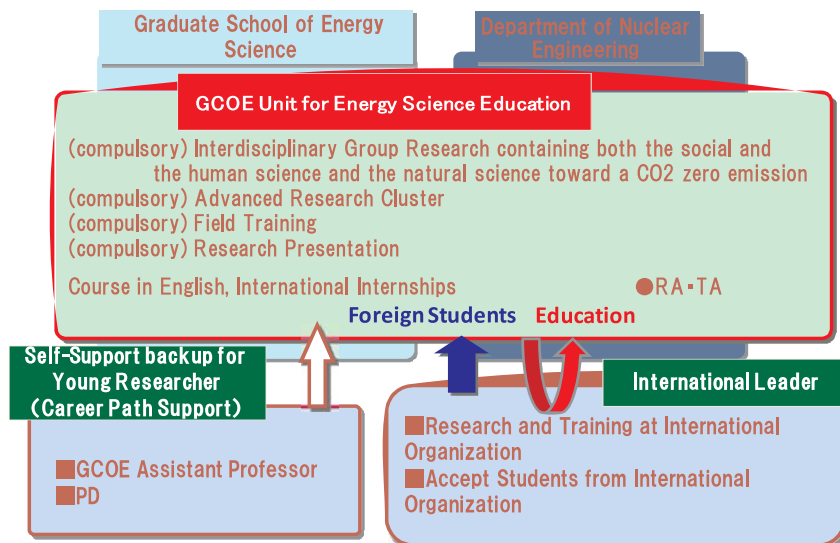 Graduate School of Energy
Science
Department of Nuclear
Engineering
GCOE Unit for Energy Science Education
(compulsory) Interdisciplinary Group Research containing both the social and
the human science and the natural science toward a CO2 zero emission
(compulsory) Advanced Research Cluster
(compulsory) Field Training
(compulsory) Research Presentation
Course in English, International Internships ●RA・TA
Foreign Students Education
Self-Support backup for
Young Researcher
(Career Path Support)
International Leader
■GCOE Assistant Professor
■PD
■Research and Training at International
Organization
■Accept Students from International
Organization